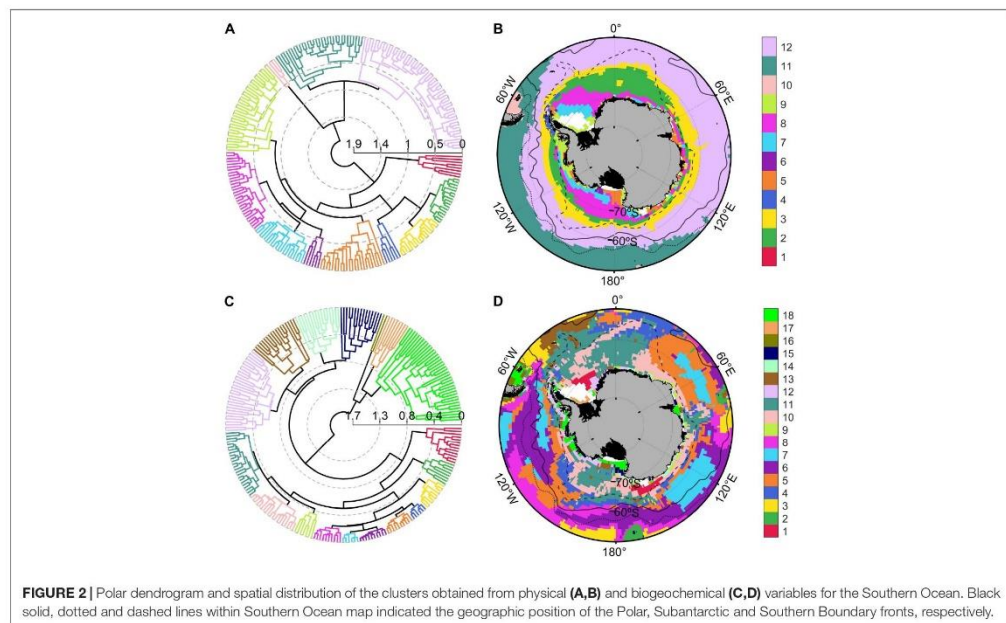 A
B
0°
60°E
120°E
180°
120°W
60°W
−70°S
−60°S
1.9 1.4 1 0.5 0
12
11
10
9
8
7
6
5
4
3
2
1
C
D
0°
60°E
120°E
180°
120°W
60°W
−70°S
−60°S
1.7 1.3 0.8 0.4 0
18
17
16
15
14
13
12
11
10
9
8
7
6
5
4
3
2
1
FIGURE 2 | Polar dendrogram and spatial distribution of the clusters obtained from physical (A,B) and biogeochemical (C,D) variables for the Southern Ocean. Black
solid, dotted and dashed lines within Southern Ocean map indicated the geographic position of the Polar, Subantarctic and Southern Boundary fronts, respectively.